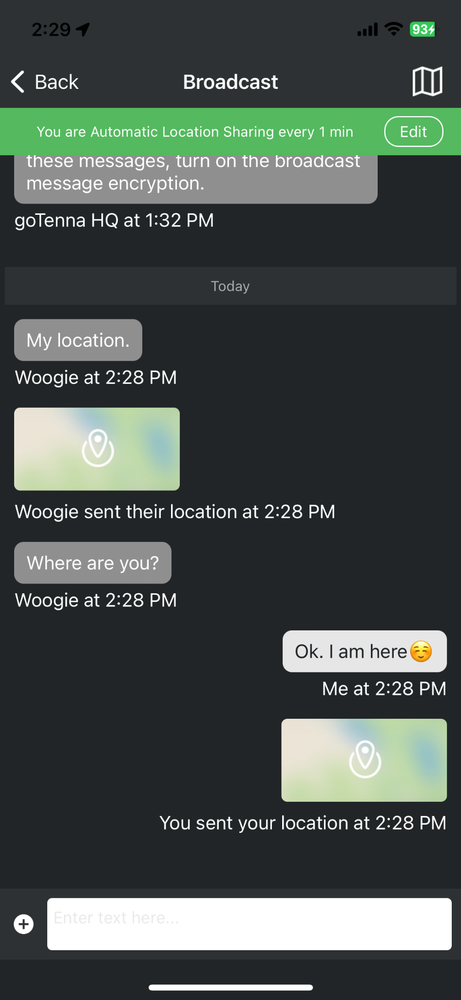 2:29
93
Back
Broadcast
You are Automatic Location Sharing every 1 min
Edit
these messages, turn on the broadcast
message encryption.
goTenna HQ at 1:32 PM
Today
My location.
Woogie at 2:28 PM
Woogie sent their location at 2:28 PM
Where are you?
Woogie at 2:28 PM
Ok. I am here☺️
Me at 2:28 PM
You sent your location at 2:28 PM
Enter text here...